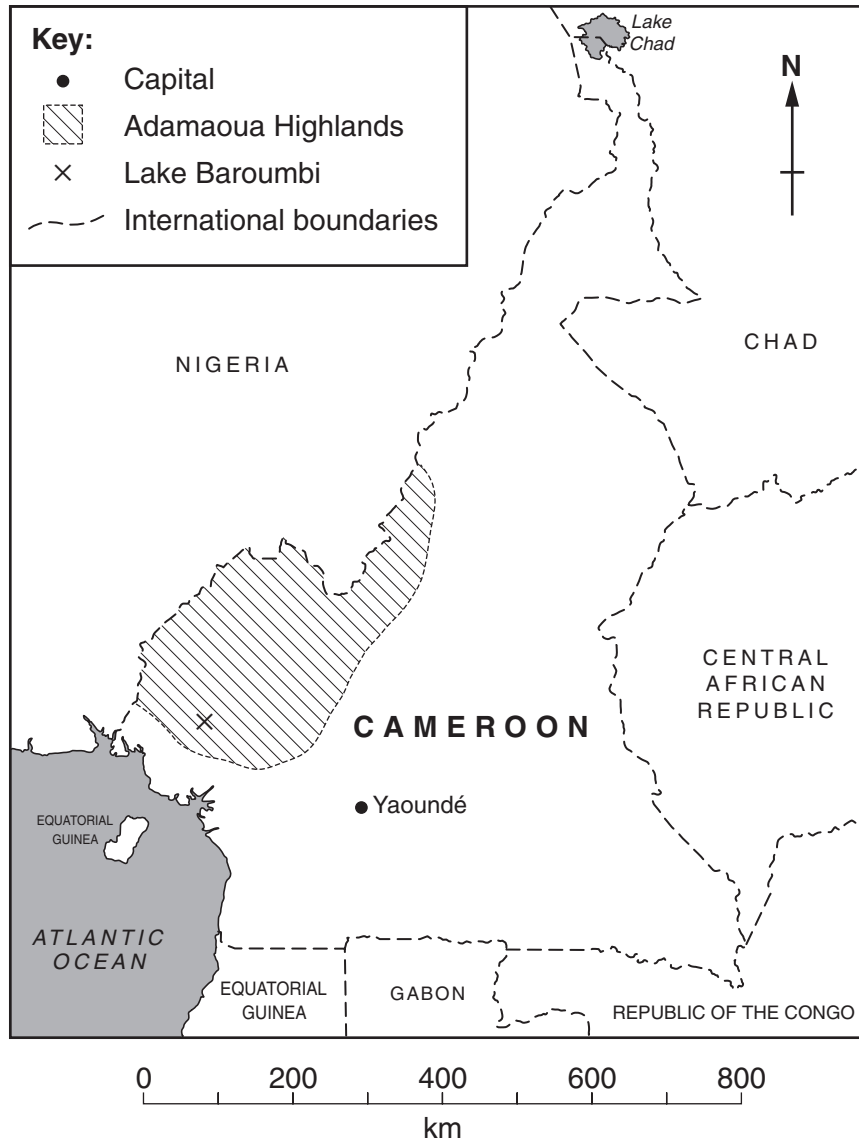 Key:
Capital
Adamaoua Highlands
Lake Baroumbi
International boundaries
Lake
Chad
N
NIGERIA
CHAD
CENTRAL
AFRICAN
REPUBLIC
CAMEROON
Yaoundé
EQUATORIAL
GUINEA
ATLANTIC
OCEAN
EQUATORIAL
GUINEA
GABON
REPUBLIC OF THE CONGO
0 200 400 600 800
km